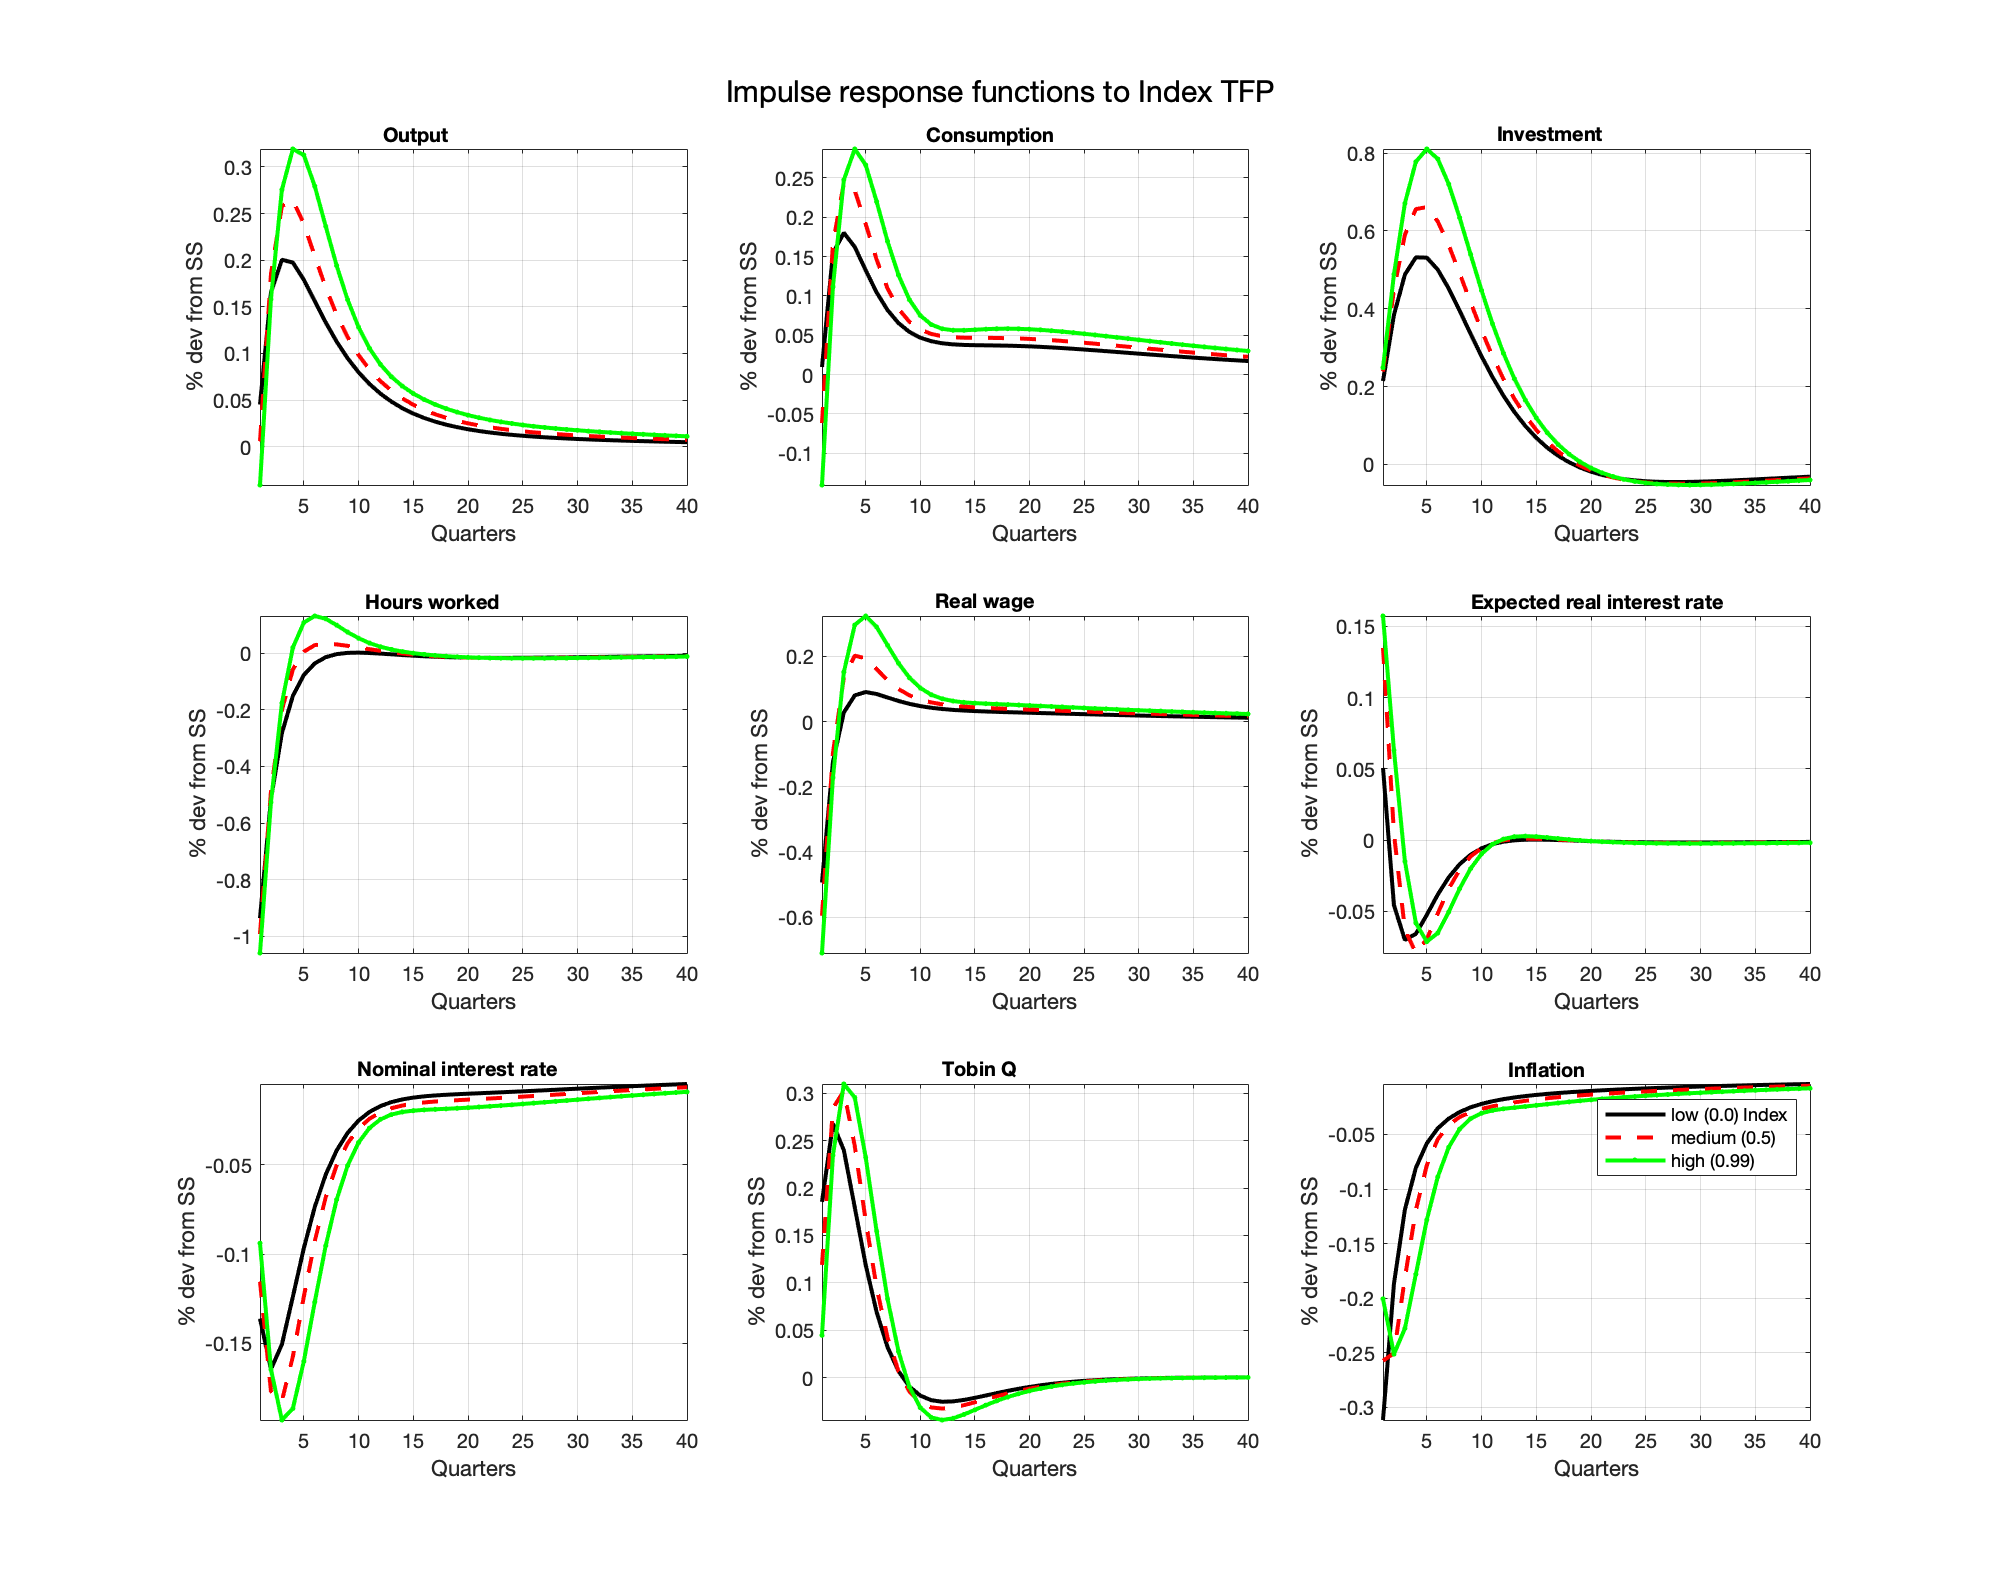 Impulse response functions to Index TFP
Output
% dev from SS
0.3
0.25
0.2
0.15
0.1
0.05
0
5 10 15 20 25 30 35 40
Quarters
Consumption
% dev from SS
0.25
0.2
0.15
0.1
0.05
0
-0.05
-0.1
5 10 15 20 25 30 35 40
Quarters
Investment
% dev from SS
0.8
0.6
0.4
0.2
0
5 10 15 20 25 30 35 40
Quarters
Hours worked
% dev from SS
0
-0.2
-0.4
-0.6
-0.8
-1
5 10 15 20 25 30 35 40
Quarters
Real wage
% dev from SS
0.2
0
-0.2
-0.4
-0.6
5 10 15 20 25 30 35 40
Quarters
Expected real interest rate
% dev from SS
0.15
0.1
0.05
0
-0.05
5 10 15 20 25 30 35 40
Quarters
Nominal interest rate
% dev from SS
-0.05
-0.1
-0.15
5 10 15 20 25 30 35 40
Quarters
Tobin Q
% dev from SS
0.3
0.25
0.2
0.15
0.1
0.05
0
5 10 15 20 25 30 35 40
Quarters
Inflation
% dev from SS
-0.05
-0.1
-0.15
-0.2
-0.25
-0.3
5 10 15 20 25 30 35 40
Quarters
low (0.0) Index
medium (0.5)
high (0.99)